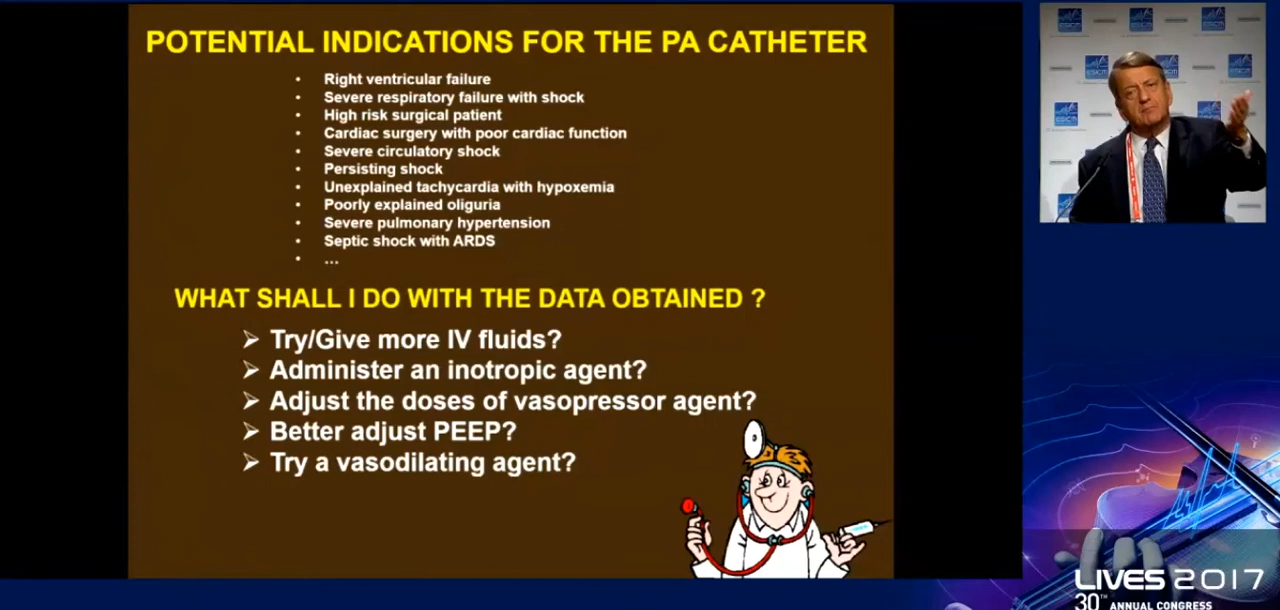 POTENTIAL INDICATIONS FOR THE PA CATHETER
• Right ventricular failure
• Severe respiratory failure with shock
• High risk surgical patient
• Cardiac surgery with poor cardiac function
• Severe circulatory shock
• Persisting shock
• Unexplained tachycardia with hypoxemia
• Poorly explained oliguria
• Severe pulmonary hypertension
• Septic shock with ARDS
• ...
WHAT SHALL I DO WITH THE DATA OBTAINED ?
➢ Try/Give more IV fluids?
➢ Administer an inotropic agent?
➢ Adjust the doses of vasopressor agent?
➢ Better adjust PEEP?
➢ Try a vasodilating agent?
ESICM
LIVES 2017
30TH ANNUAL CONGRESS